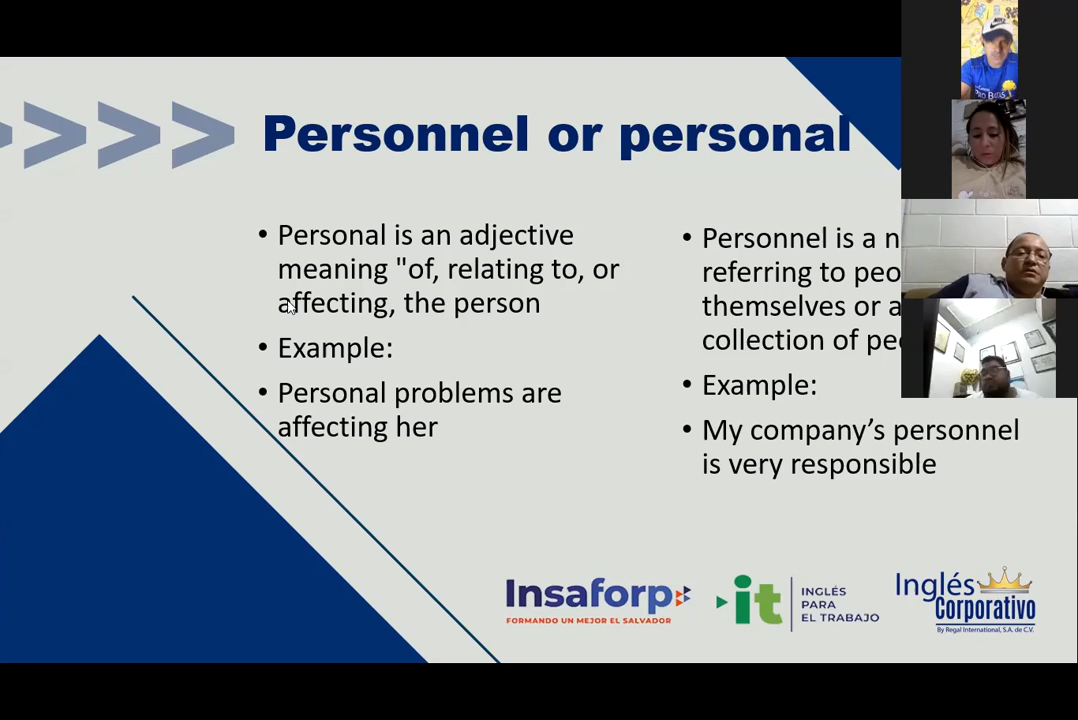 Personnel or personal
• Personal is an adjective
meaning "of, relating to, or
affecting, the person
• Example:
• Personal problems are
affecting her
• Personnel is a n
referring to peo
themselves or a
collection of pe
• Example:
• My company’s personnel
is very responsible
Insaforp
FORMANDO UN MEJOR EL SALVADOR
it
INGLÉS
PARA
EL TRABAJO
Inglés
Corporativo
By Regal International, S.A. de C.V.